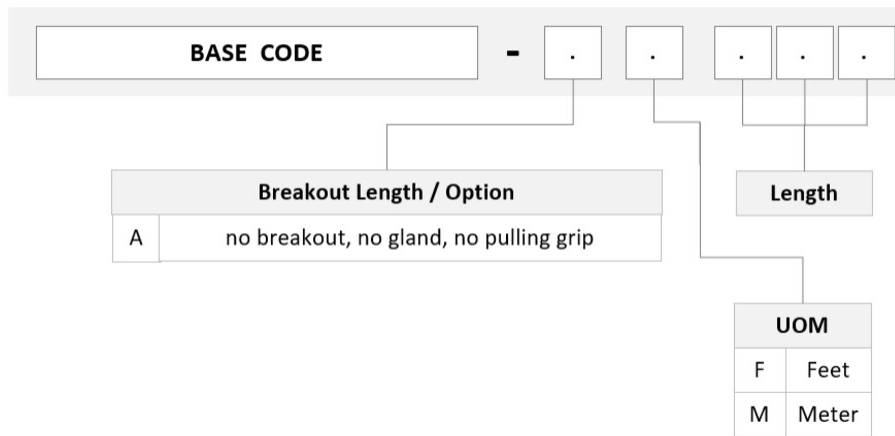 BASE CODE - . . . . .
Breakout Length / Option
A no breakout, no gland, no pulling grip
Length
UOM
F Feet
M Meter